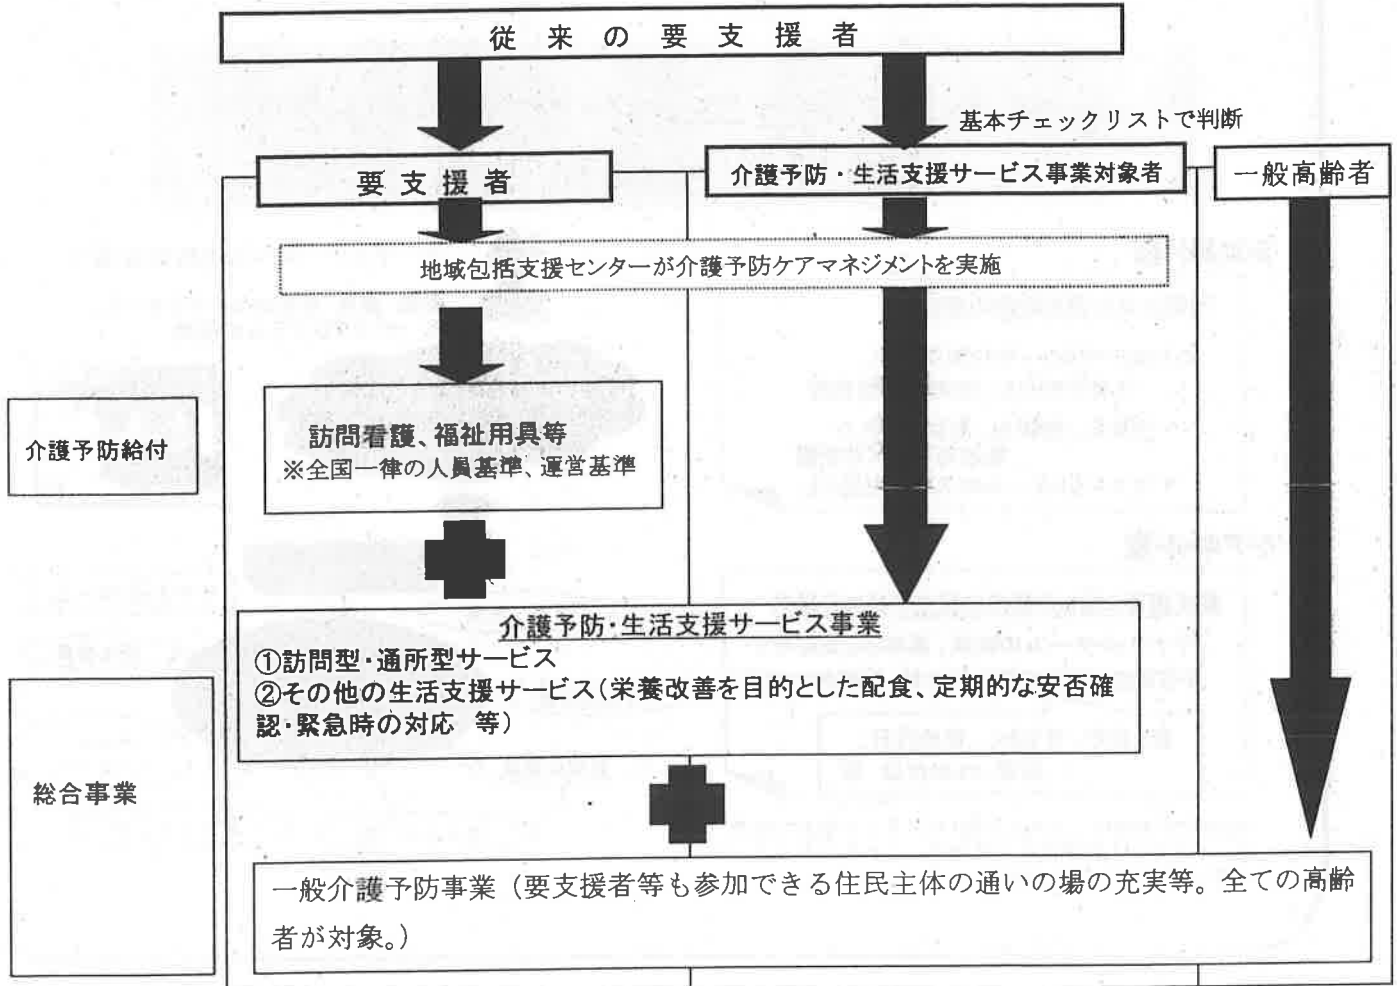 従来の要支援者
基本チェックリストで判断
要支援者
介護予防・生活支援サービス事業対象者
一般高齢者
地域包括支援センターが介護予防ケアマネジメントを実施
介護予防給付
訪問看護、福祉用具等
※全国一律の人員基準、運営基準
介護予防・生活支援サービス事業
①訪問型・通所型サービス
②その他の生活支援サービス(栄養改善を目的とした配食、定期的な安否確
認・緊急時の対応 等)
総合事業
一般介護予防事業（要支援者等も参加できる住民主体の通いの場の充実等。全ての高齢
者が対象。）